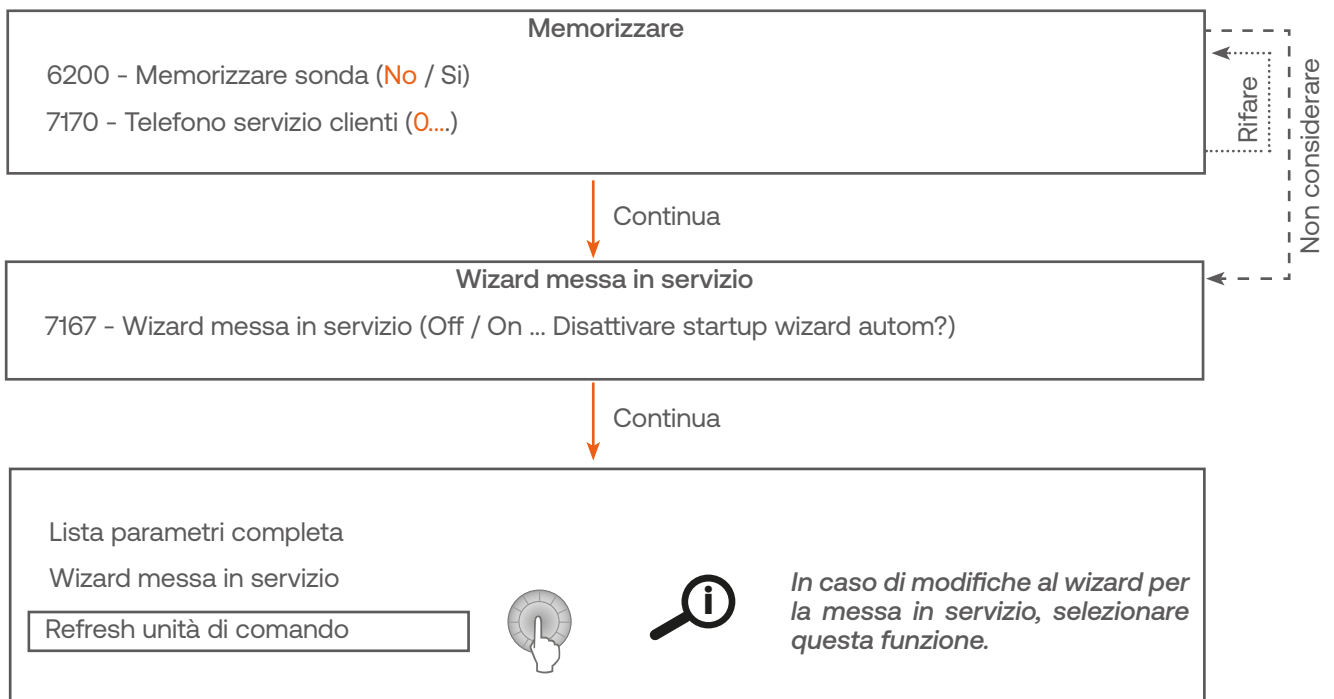 Memorizzare
6200 - Memorizzare sonda (No / Si)
7170 - Telefono servizio clienti (0....)
Rifare
Non considerare
Continua
Wizard messa in servizio
7167 - Wizard messa in servizio (Off / On ... Disattivare startup wizard autom?)
Continua
Lista parametri completa
Wizard messa in servizio
Refresh unità di comando
i
In caso di modifiche al wizard per
la messa in servizio, selezionare
questa funzione.